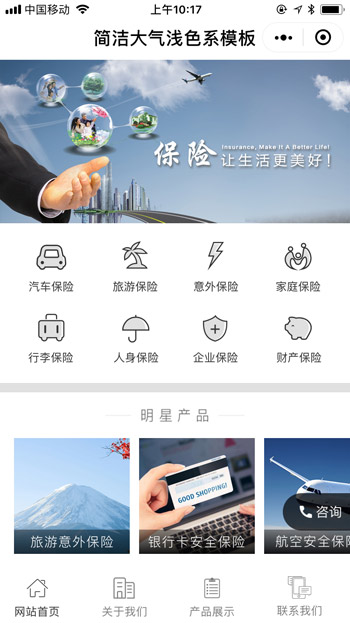 中国移动
上午10:17
简洁大气浅色系模板
保险
Insurance, Make It A Better Life!
让生活更美好！
汽车保险
旅游保险
意外保险
家庭保险
行李保险
人身保险
企业保险
财产保险
明星产品
GOOD SHOPPING!
咨询
旅游意外保险
银行卡安全保险
航空安全保
网站首页
关于我们
产品展示
联系我们